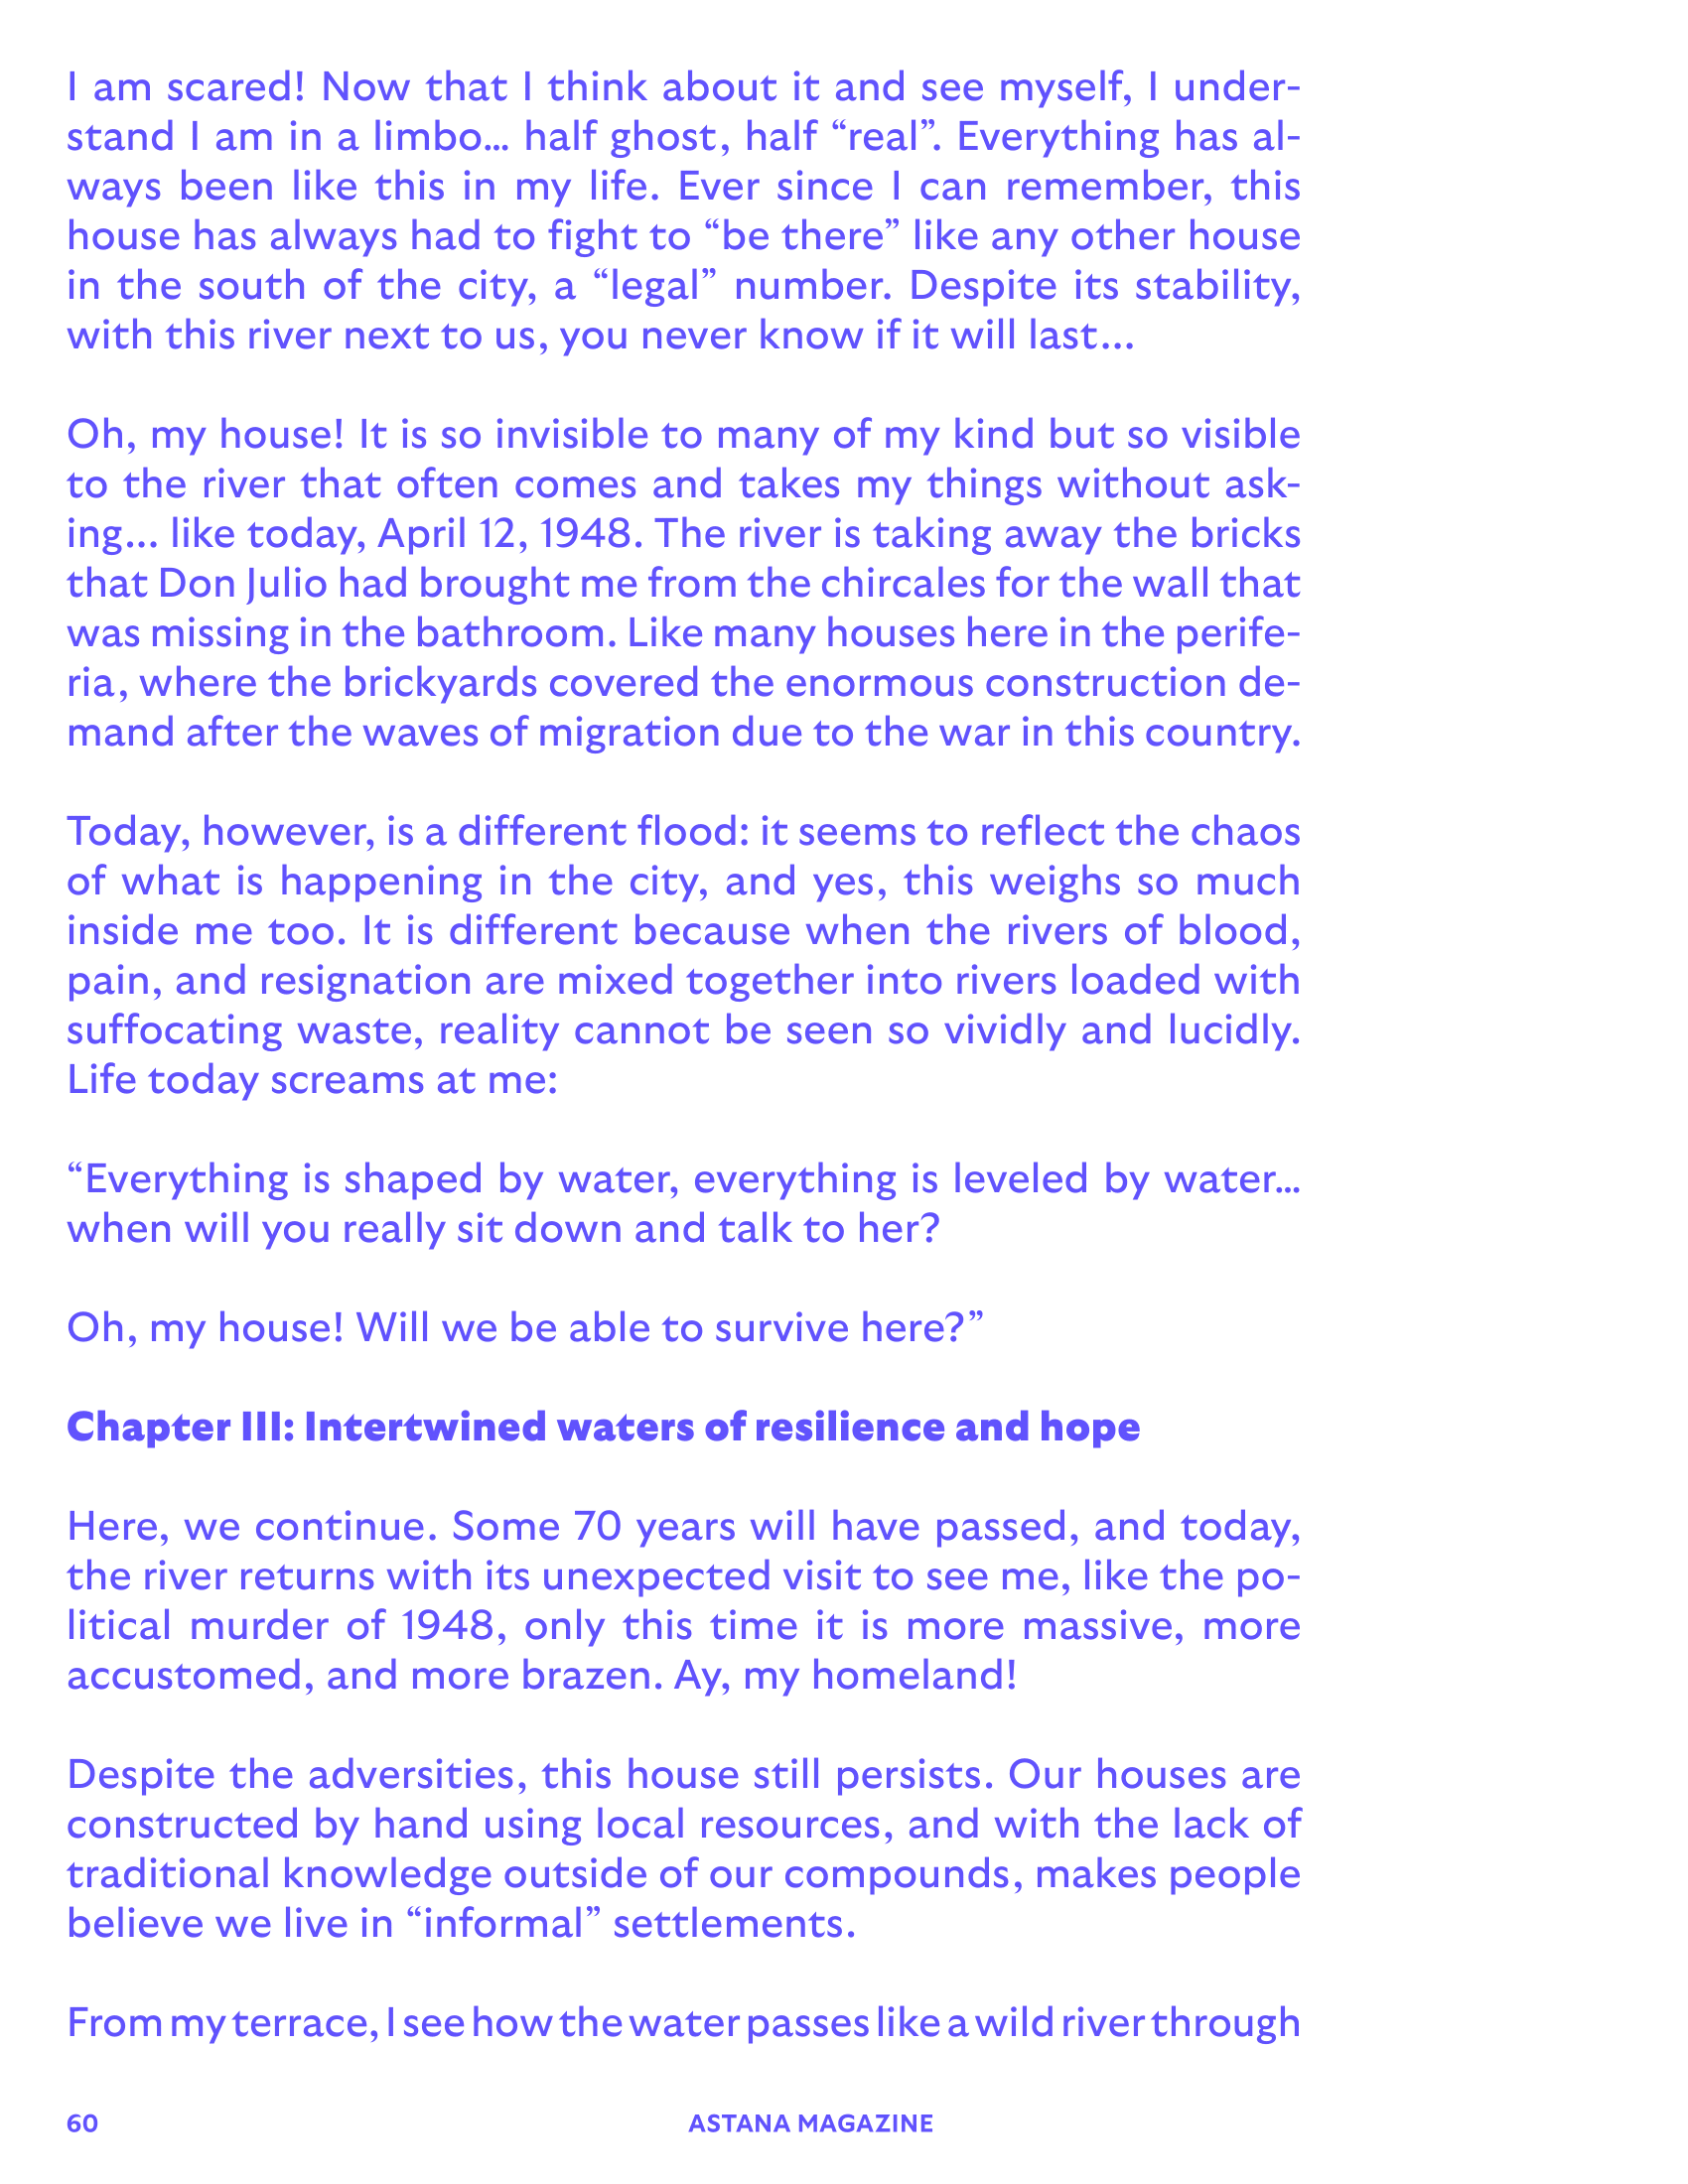 I am scared! Now that I think about it and see myself, I under-
stand I am in a limbo... half ghost, half “real”. Everything has al-
ways been like this in my life. Ever since I can remember, this
house has always had to fight to “be there” like any other house
in the south of the city, a “legal” number. Despite its stability,
with this river next to us, you never know if it will last...
Oh, my house! It is so invisible to many of my kind but so visible
to the river that often comes and takes my things without ask-
ing... like today, April 12, 1948. The river is taking away the bricks
that Don Julio had brought me from the chircales for the wall that
was missing in the bathroom. Like many houses here in the perife-
ria, where the brickyards covered the enormous construction de-
mand after the waves of migration due to the war in this country.
Today, however, is a different flood: it seems to reflect the chaos
of what is happening in the city, and yes, this weighs so much
inside me too. It is different because when the rivers of blood,
pain, and resignation are mixed together into rivers loaded with
suffocating waste, reality cannot be seen so vividly and lucidly.
Life today screams at me:
“Everything is shaped by water, everything is leveled by water...
when will you really sit down and talk to her?
Oh, my house! Will we be able to survive here?”
Chapter III: Intertwined waters of resilience and hope
Here, we continue. Some 70 years will have passed, and today,
the river returns with its unexpected visit to see me, like the po-
litical murder of 1948, only this time it is more massive, more
accustomed, and more brazen. Ay, my homeland!
Despite the adversities, this house still persists. Our houses are
constructed by hand using local resources, and with the lack of
traditional knowledge outside of our compounds, makes people
believe we live in “informal” settlements.
From my terrace, I see how the water passes like a wild river through
60
ASTANA MAGAZINE